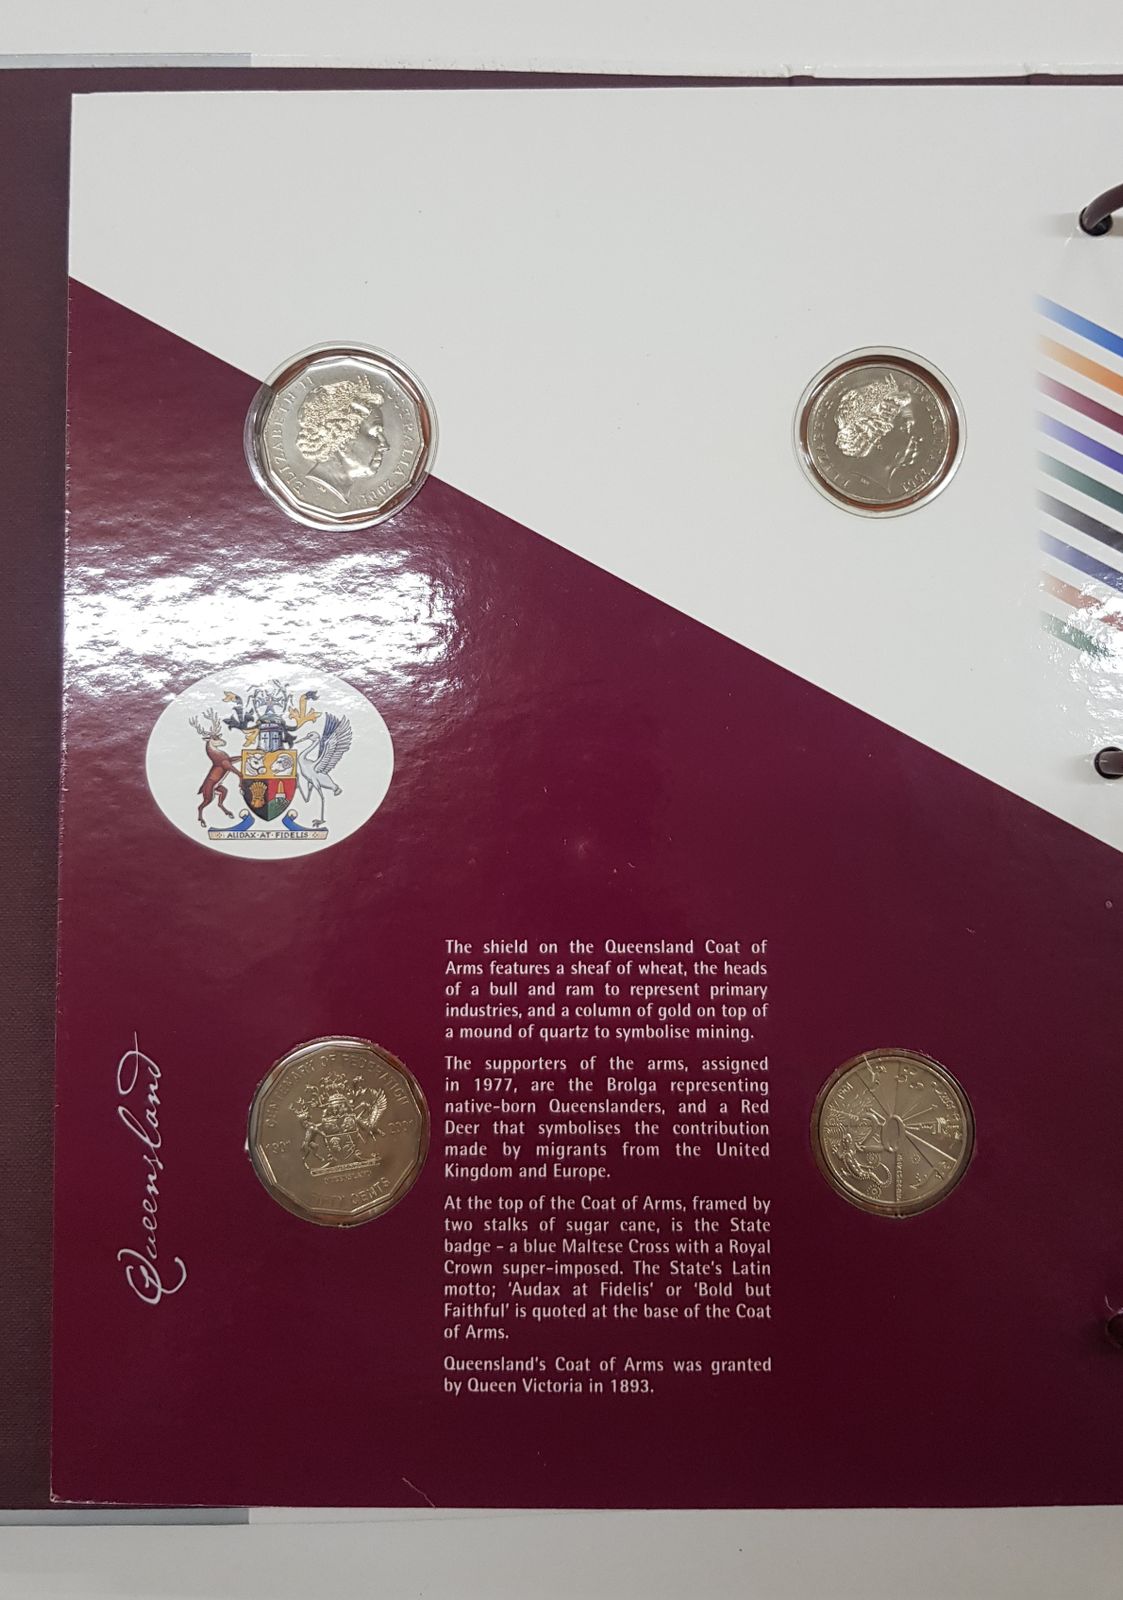 ELIZABETH II AUSTRALIA 2001
ELIZABETH II AUSTRALIA 2001
AUDAX·AT·FIDELIS
The shield on the Queensland Coat of
Arms features a sheaf of wheat, the heads
of a bull and ram to represent primary
industries, and a column of gold on top of
a mound of quartz to symbolise mining.
The supporters of the arms, assigned
in 1977, are the Brolga representing
native-born Queenslanders, and a Red
Deer that symbolises the contribution
made by migrants from the United
Kingdom and Europe.
At the top of the Coat of Arms, framed by
two stalks of sugar cane, is the State
badge – a blue Maltese Cross with a Royal
Crown super-imposed. The State's Latin
motto; 'Audax at Fidelis' or 'Bold but
Faithful' is quoted at the base of the Coat
of Arms.
Queensland's Coat of Arms was granted
by Queen Victoria in 1893.
Queensland
CENTENARY OF FEDERATION
1901 2001
QUEENSLAND
FIFTY CENTS